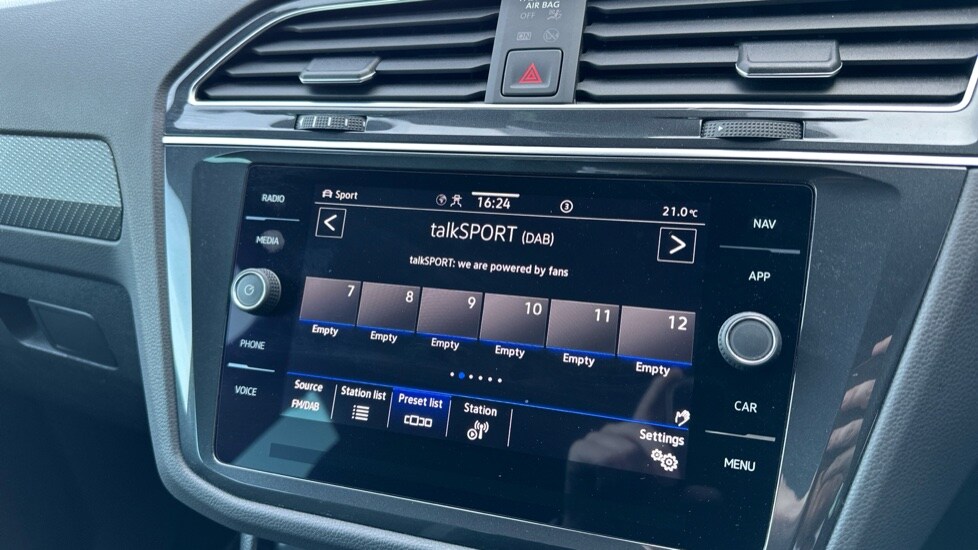 AIR BAG
OFF
ON
RADIO
MEDIA
PHONE
VOICE
Sport
16:24
3
21.0°C
<
talkSPORT (DAB)
>
talkSPORT: we are powered by fans
7 8 9 10 11 12
Empty Empty Empty Empty Empty Empty
Source
FM/DAB
Station list
Preset list
Station
Settings
NAV
APP
CAR
MENU